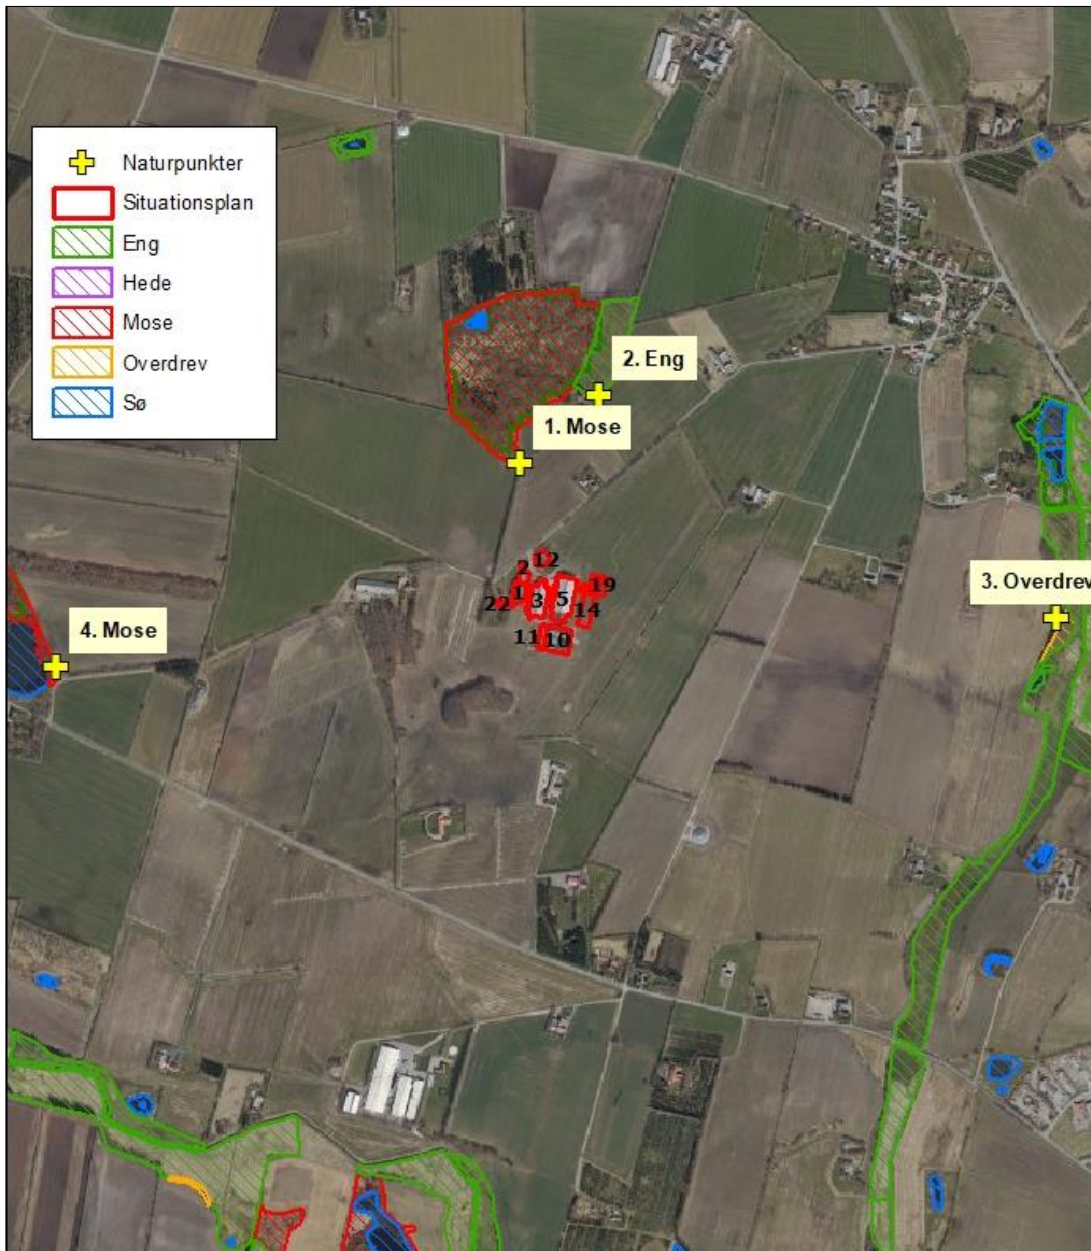 Naturpunkter
Situationsplan
Eng
Hede
Mose
Overdrev
Sø
2. Eng
1. Mose
3. Overdrev
4. Mose
12
2
19
1
3
5
22
14
11
10